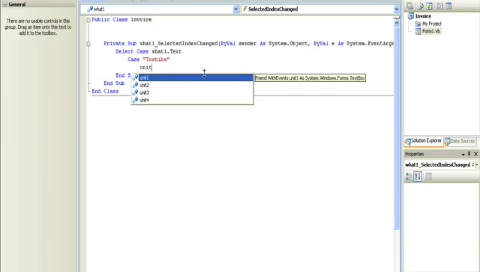 General
There are no usable controls in this
group. Drag an item onto this text to
add it to the toolbox.
what1
SelectedIndexChanged
Public Class invoice
Private Sub what1_SelectedIndexChanged(ByVal sender As System.Object, ByVal e As System.EventArgs
Select Case what1.Text
Case "Toshiba"
unit
End S
End Sub
End Class
unit1
unit2
unit3
unit4
Friend WithEvents unit1 As System.Windows.Forms.TextBox
Invoice
My Project
Form1.vb
Solution Explorer
Data Sources
Properties
what1_SelectedIndexChanged